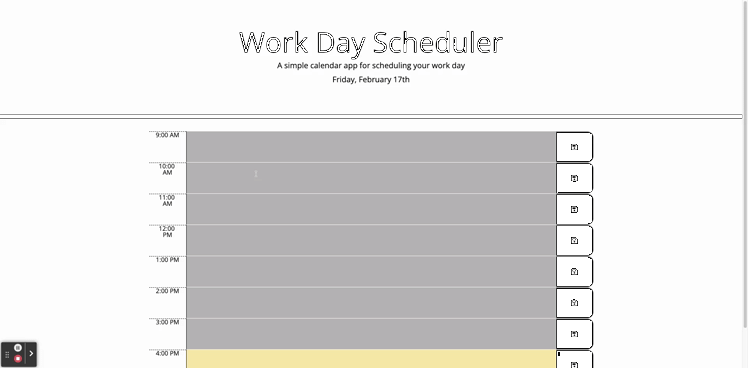 Work Day Scheduler
A simple calendar app for scheduling your work day
Friday, February 17th
9:00 AM
10:00
AM
11:00
AM
12:00
PM
1:00 PM
2:00 PM
3:00 PM
4:00 PM